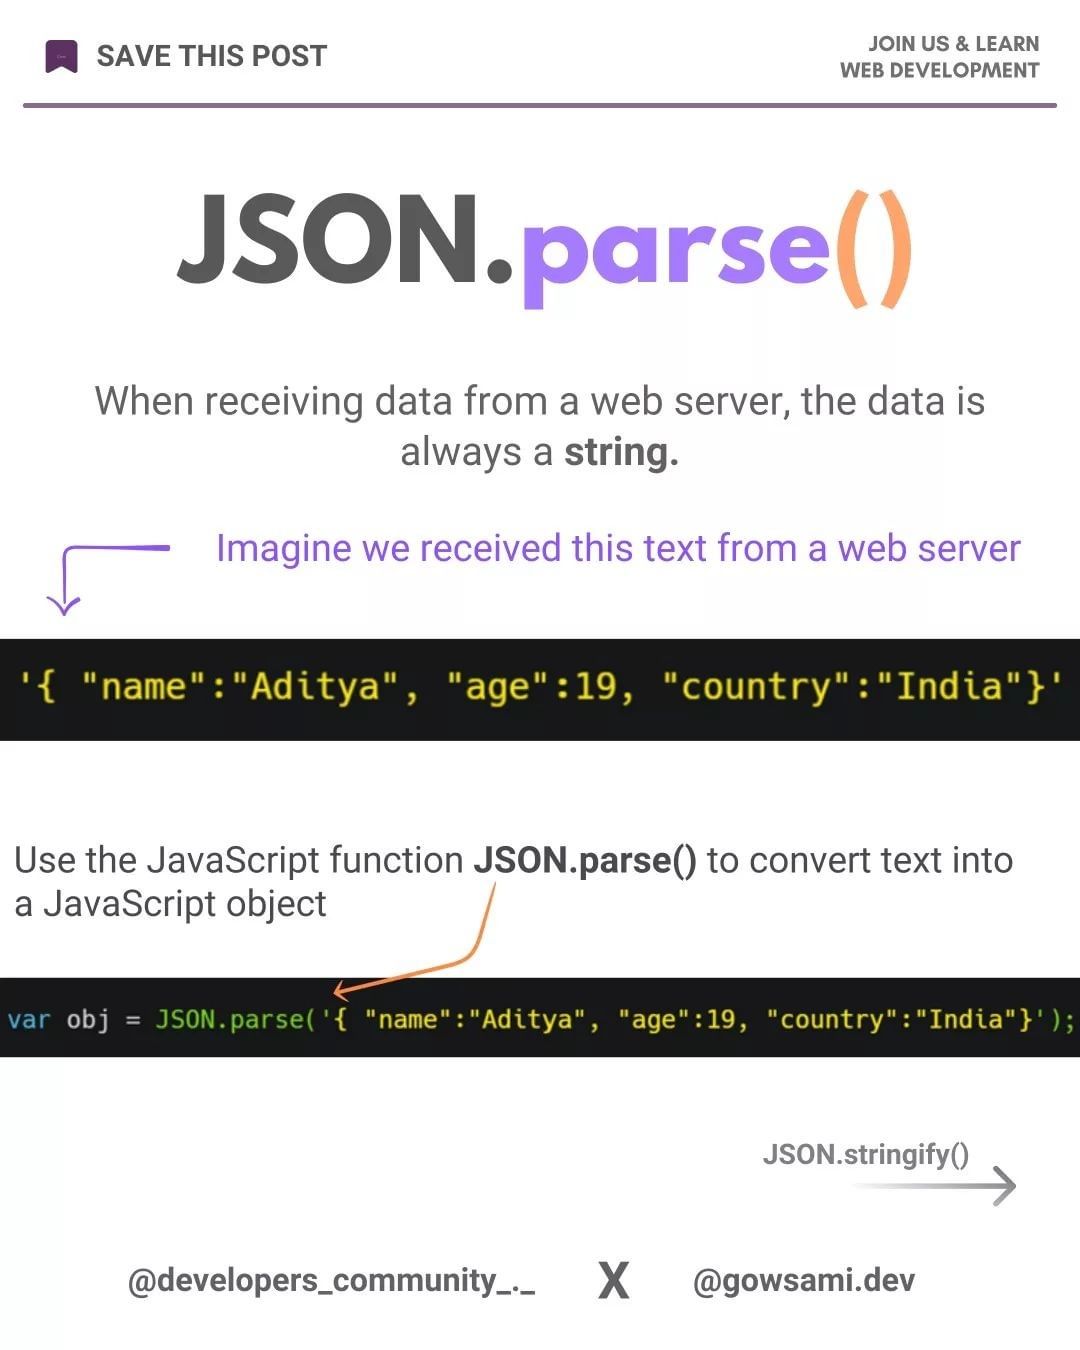 SAVE THIS POST
JOIN US & LEARN
WEB DEVELOPMENT
JSON.parse()
When receiving data from a web server, the data is
always a string.
Imagine we received this text from a web server
'{ "name":"Aditya", "age":19, "country":"India"}'
Use the JavaScript function JSON.parse() to convert text into
a JavaScript object
var obj = JSON.parse('{ "name":"Aditya", "age":19, "country":"India"}');
JSON.stringify()
@developers_community_._ X @gowsami.dev